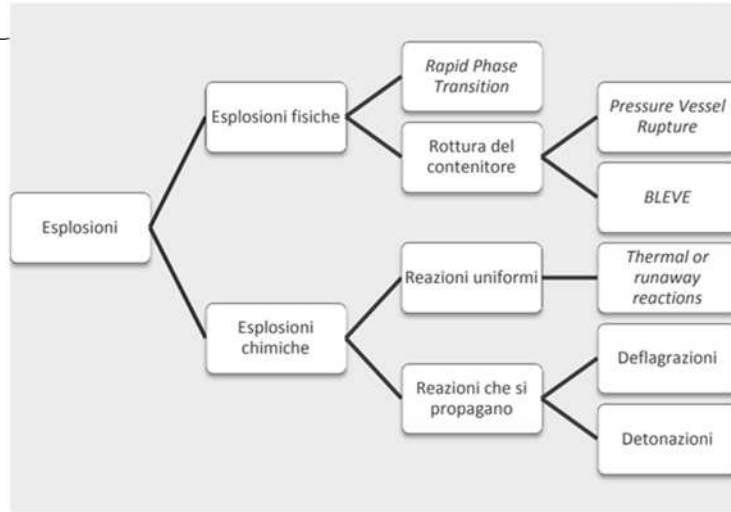 Esplosioni
Esplosioni fisiche
Rapid Phase
Transition
Rottura del
contenitore
Pressure Vessel
Rupture
BLEVE
Esplosioni
chimiche
Reazioni uniformi
Thermal or
runaway
reactions
Reazioni che si
propagano
Deflagrazioni
Detonazioni